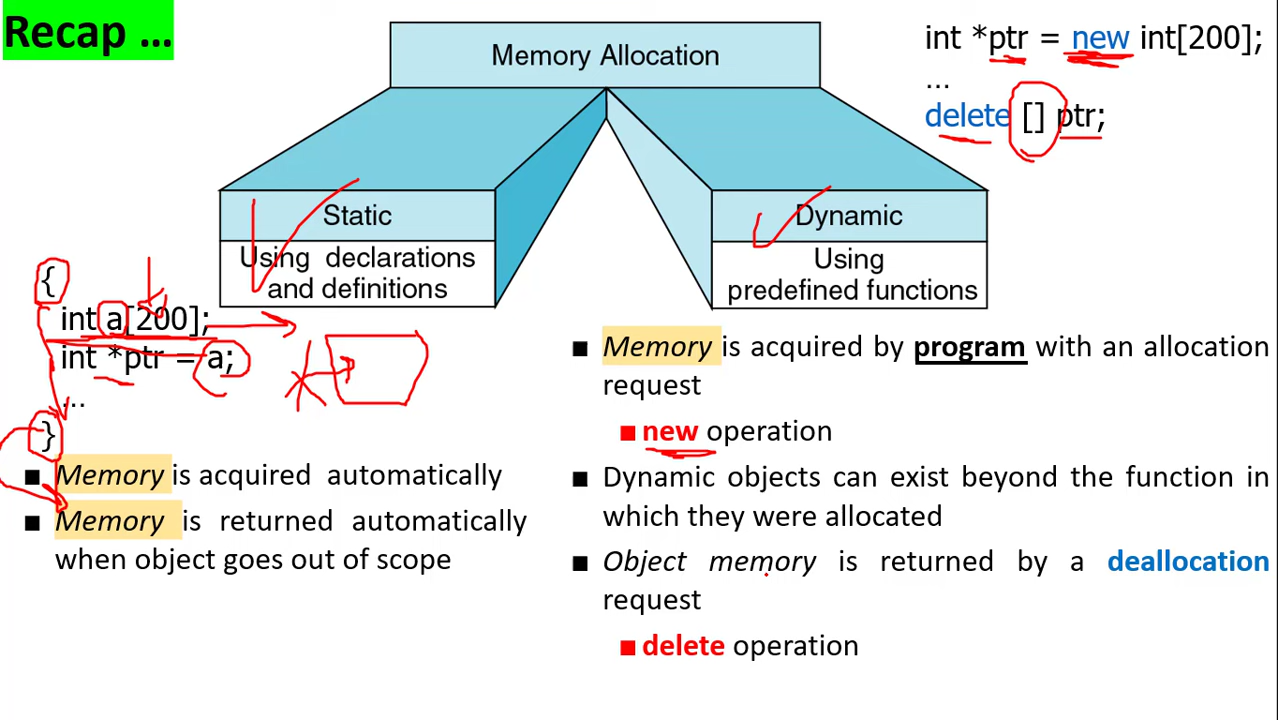 Recap ...
Memory Allocation
int *ptr = new int[200];
...
delete [] ptr;
Static
Using declarations
and definitions
Dynamic
Using
predefined functions
{
int a[200];
int *ptr = a;
...
}
■ Memory is acquired automatically
■ Memory is returned automatically
when object goes out of scope
■ Memory is acquired by program with an allocation
request
■ new operation
■ Dynamic objects can exist beyond the function in
which they were allocated
■ Object memory is returned by a deallocation
request
■ delete operation